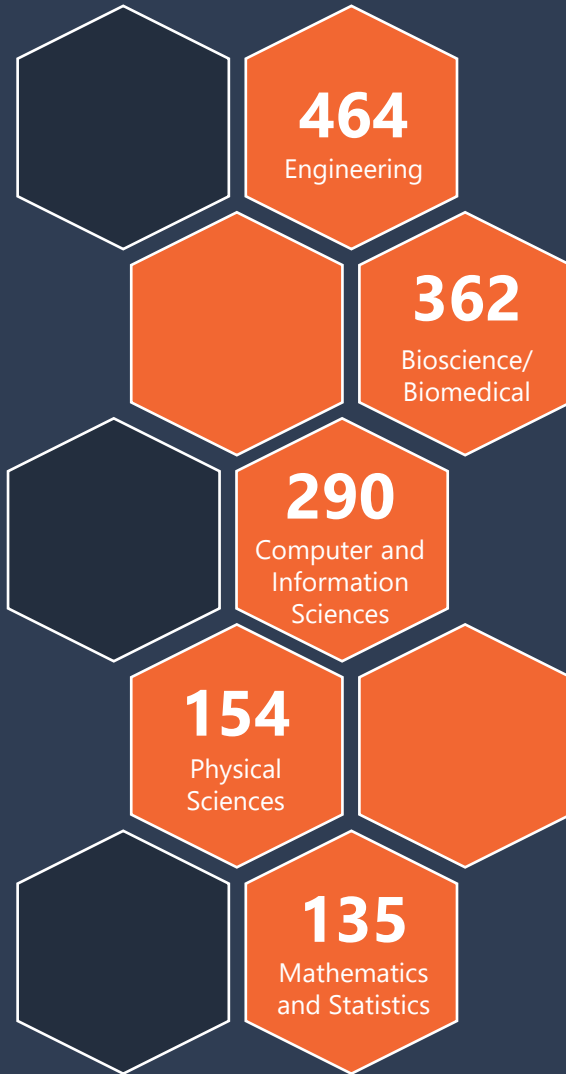 464
Engineering
362
Bioscience/
Biomedical
290
Computer and
Information
Sciences
154
Physical
Sciences
135
Mathematics
and Statistics